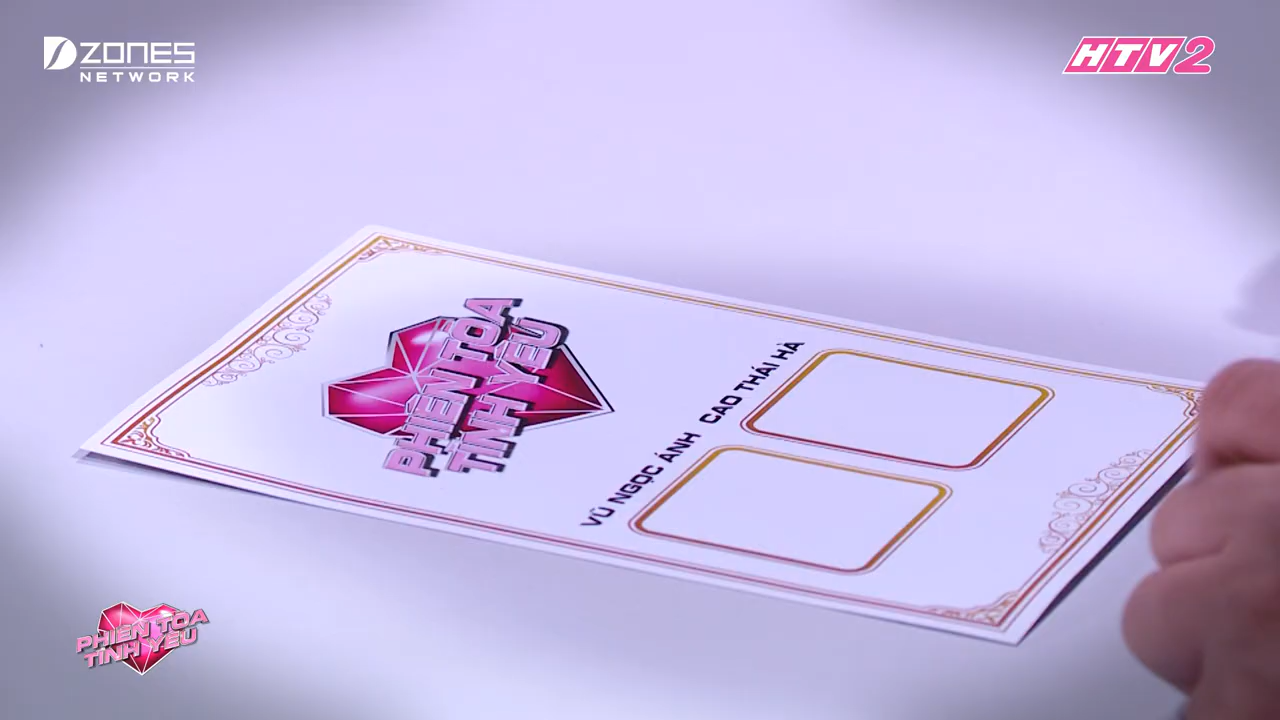 DZONES
NETWORK
HTV2
PHIÊN TÒA
TÌNH YÊU
VŨ NGỌC ÁNH
CAO THÁI HÀ
PHIÊN TÒA
TÌNH YÊU